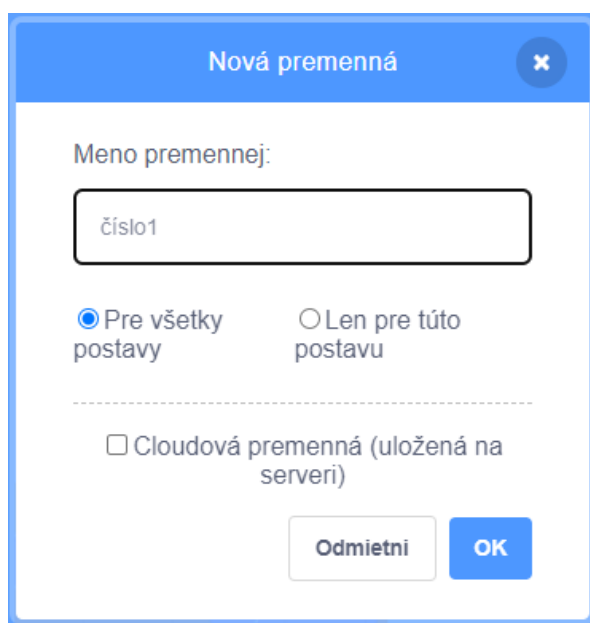 Nová premenná
Meno premennej:
číslo1
Pre všetky
postavy
Len pre túto
postavu
Cloudová premenná (uložená na
serveri)
Odmietni
OK